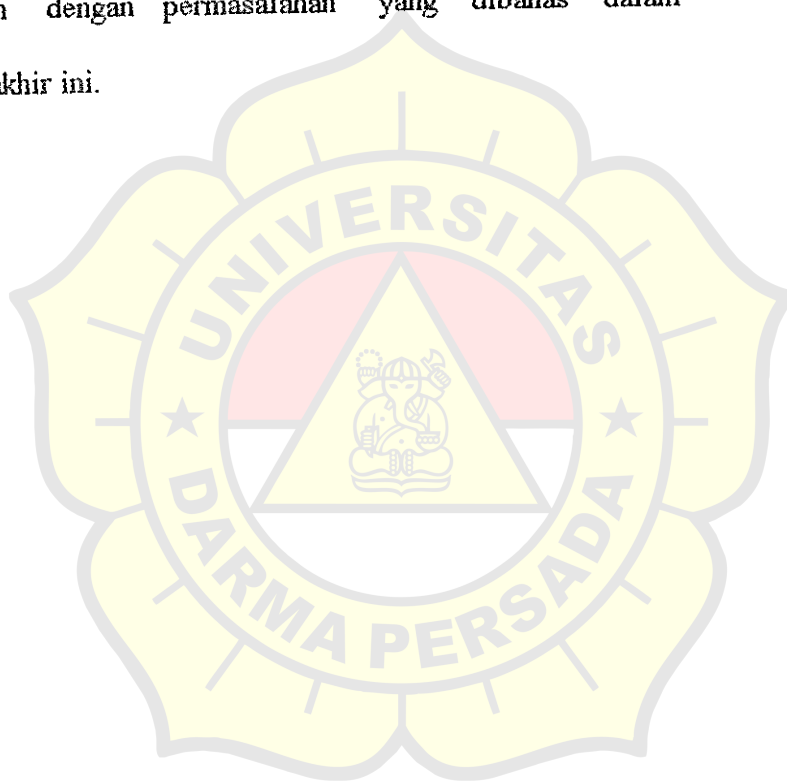 dengan permasalahan yang dibahas dalam
khir ini.
UNIVERSITAS
DARMA PERSADA